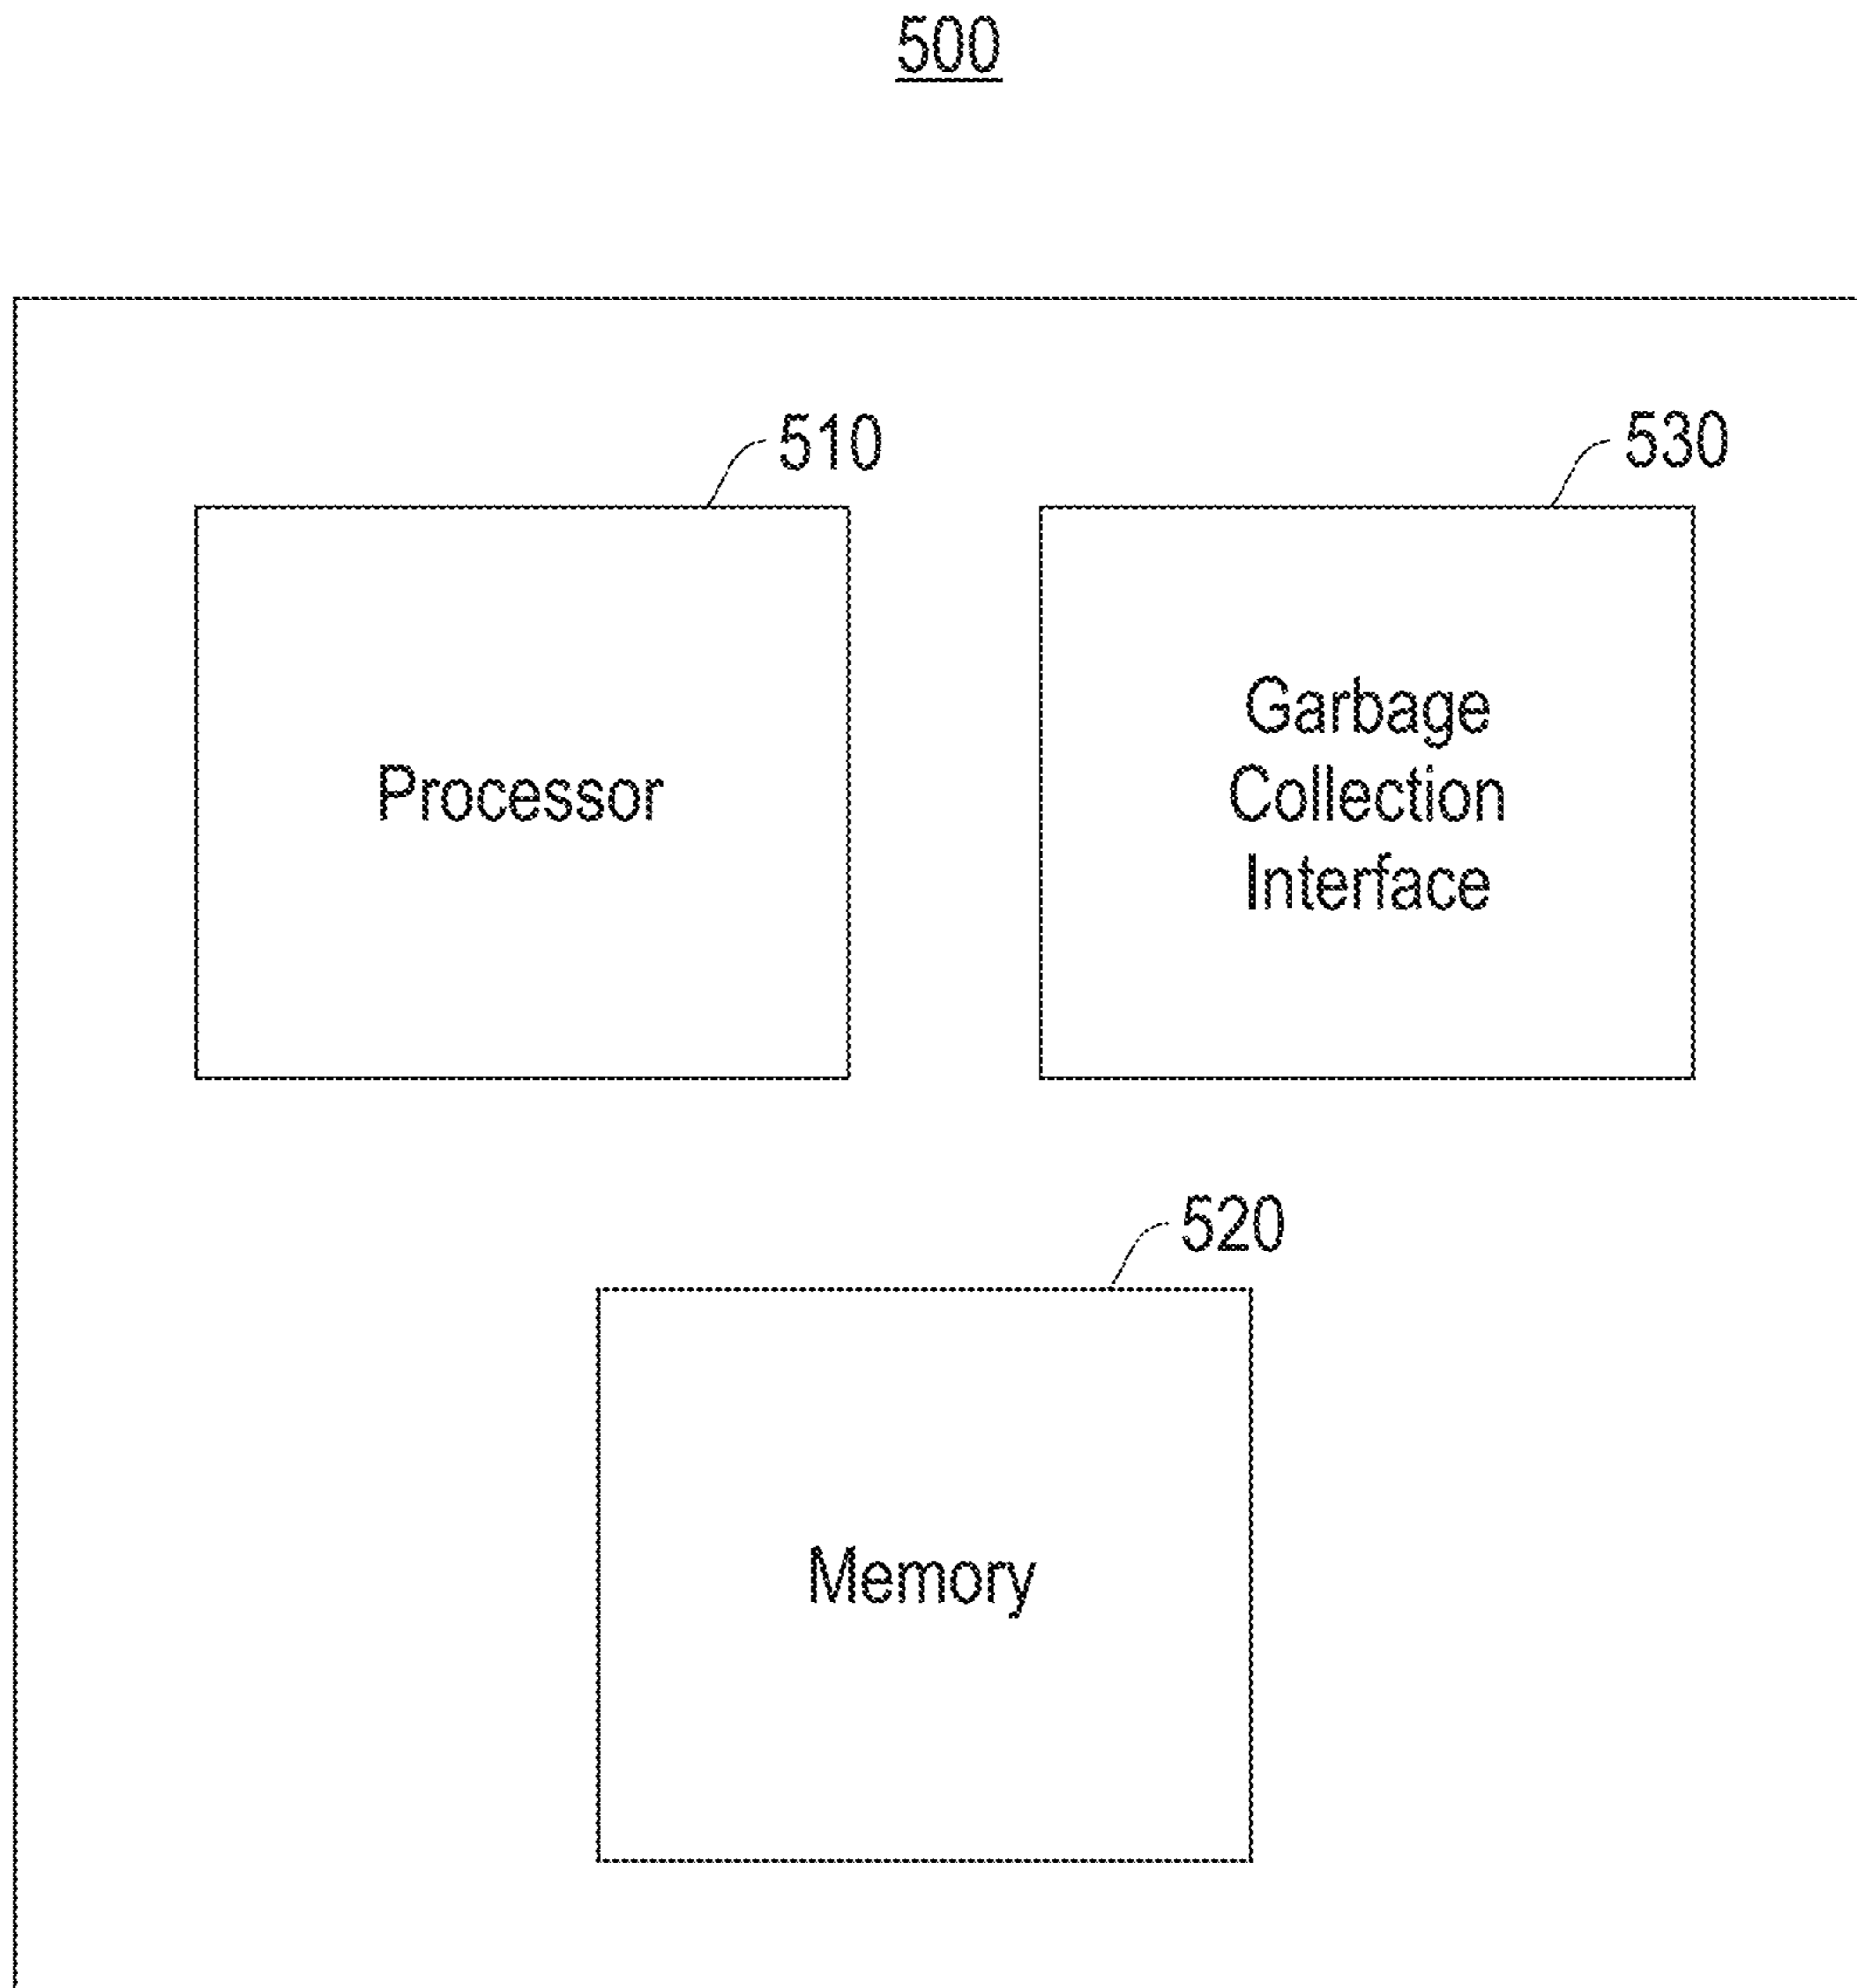 500
510
530
Processor
Garbage
Collection
Interface
520
Memory